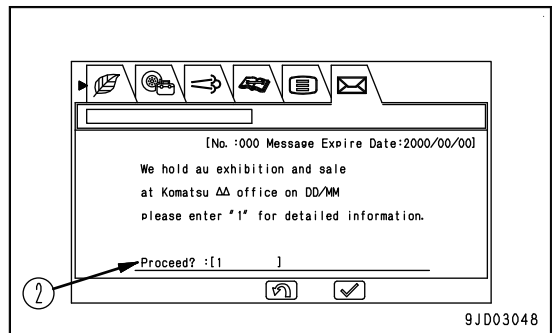 [No. :000 Message Expire Date:2000/00/00]
We hold au exhibition and sale
at Komatsu ΔΔ office on DD/MM
please enter "1" for detailed information.
Proceed? :[1 ]
2
9JD03048